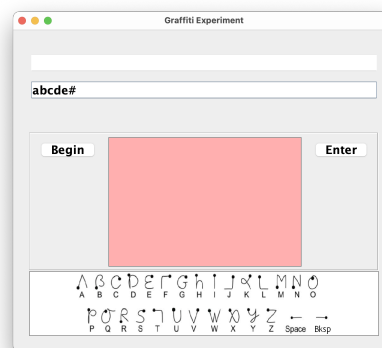 Graffiti Experiment
abcde#
Begin
Enter
A B C D E F G H I J K L M N O
P Q R S T U V W X Y Z Space Bksp